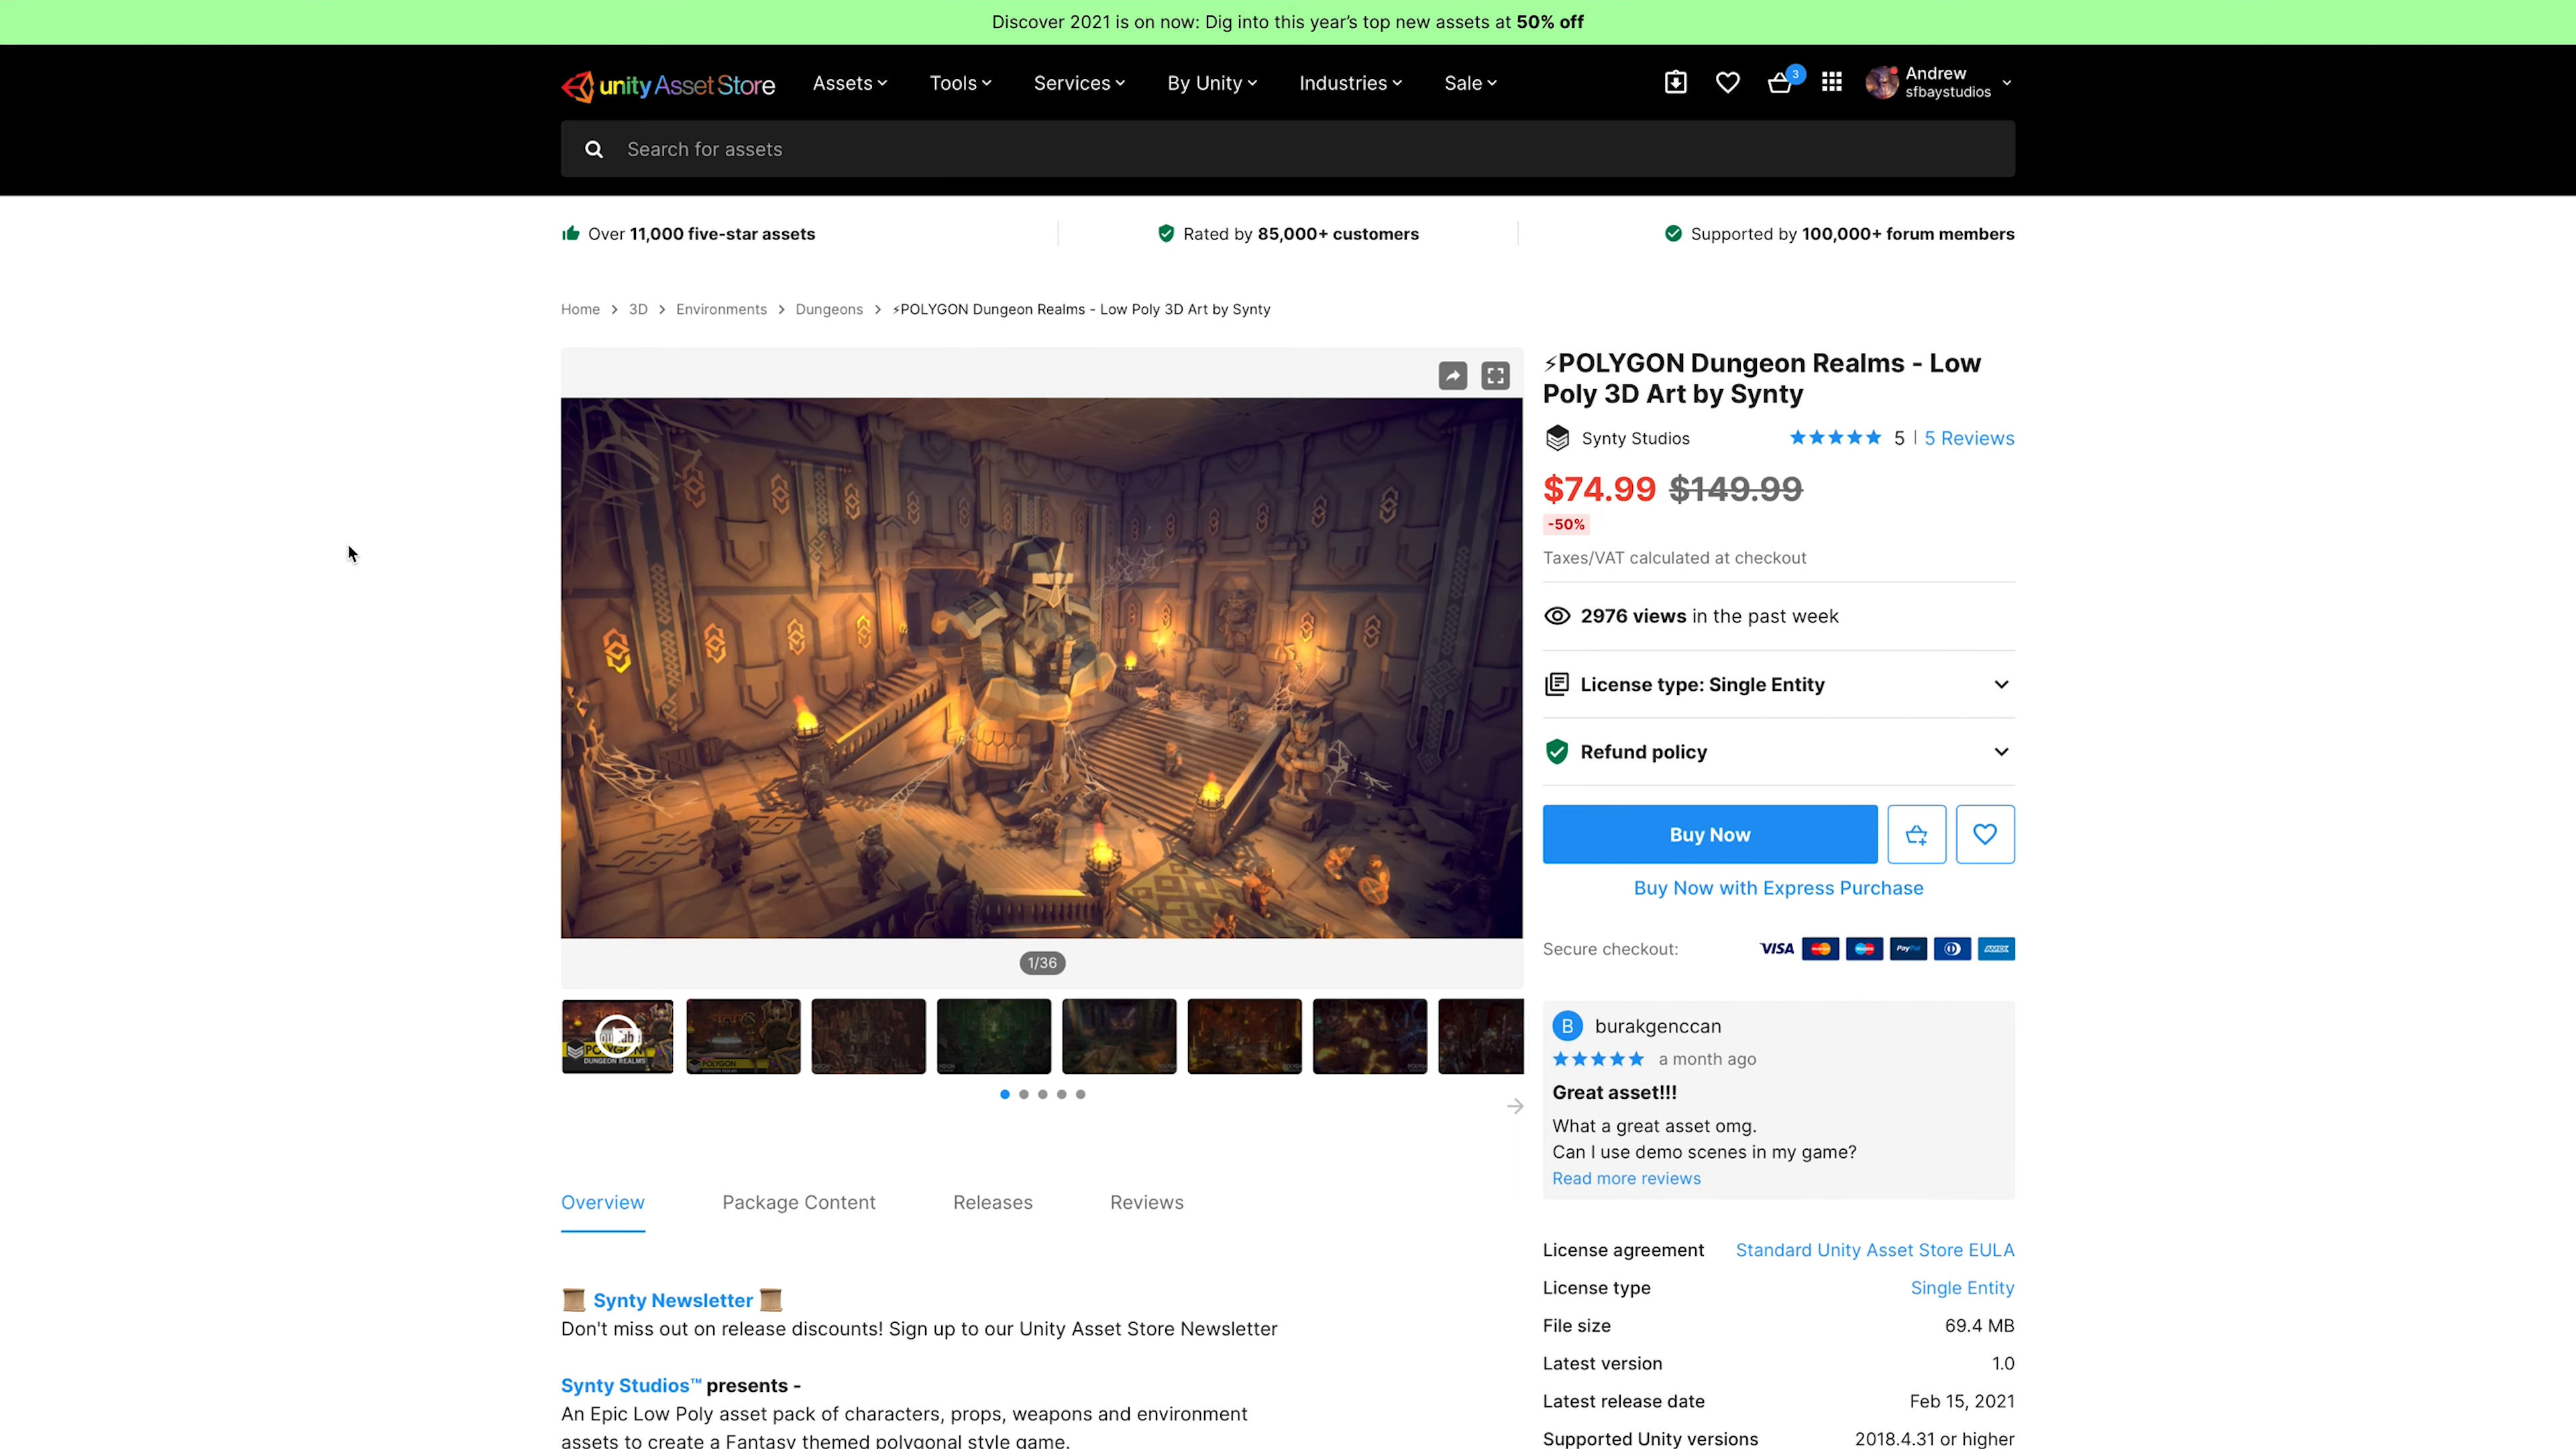 Discover 2021 is on now: Dig into this year's top new assets at 50% off
unity Asset Store
Assets
Tools
Services
By Unity
Industries
Sale
3
Andrew
sfbaystudios
Search for assets
Over 11,000 five-star assets
Rated by 85,000+ customers
Supported by 100,000+ forum members
Home > 3D > Environments > Dungeons > ⚡POLYGON Dungeon Realms - Low Poly 3D Art by Synty
⚡POLYGON Dungeon Realms - Low
Poly 3D Art by Synty
Synty Studios
5 | 5 Reviews
$74.99 $149.99
-50%
Taxes/VAT calculated at checkout
2976 views in the past week
License type: Single Entity
Refund policy
Buy Now
Buy Now with Express Purchase
Secure checkout:
VISA
PayPal
AMEX
1/36
POLYGON
DUNGEON REALMS
POLYGON
B
burakgenccan
a month ago
Great asset!!!
What a great asset omg.
Can I use demo scenes in my game?
Read more reviews
Overview
Package Content
Releases
Reviews
Synty Newsletter
Don't miss out on release discounts! Sign up to our Unity Asset Store Newsletter
Synty Studios™ presents -
An Epic Low Poly asset pack of characters, props, weapons and environment
assets to create a Fantasy themed polygonal style game.
License agreement
Standard Unity Asset Store EULA
License type
Single Entity
File size
69.4 MB
Latest version
1.0
Latest release date
Feb 15, 2021
Supported Unity versions
2018.4.31 or higher